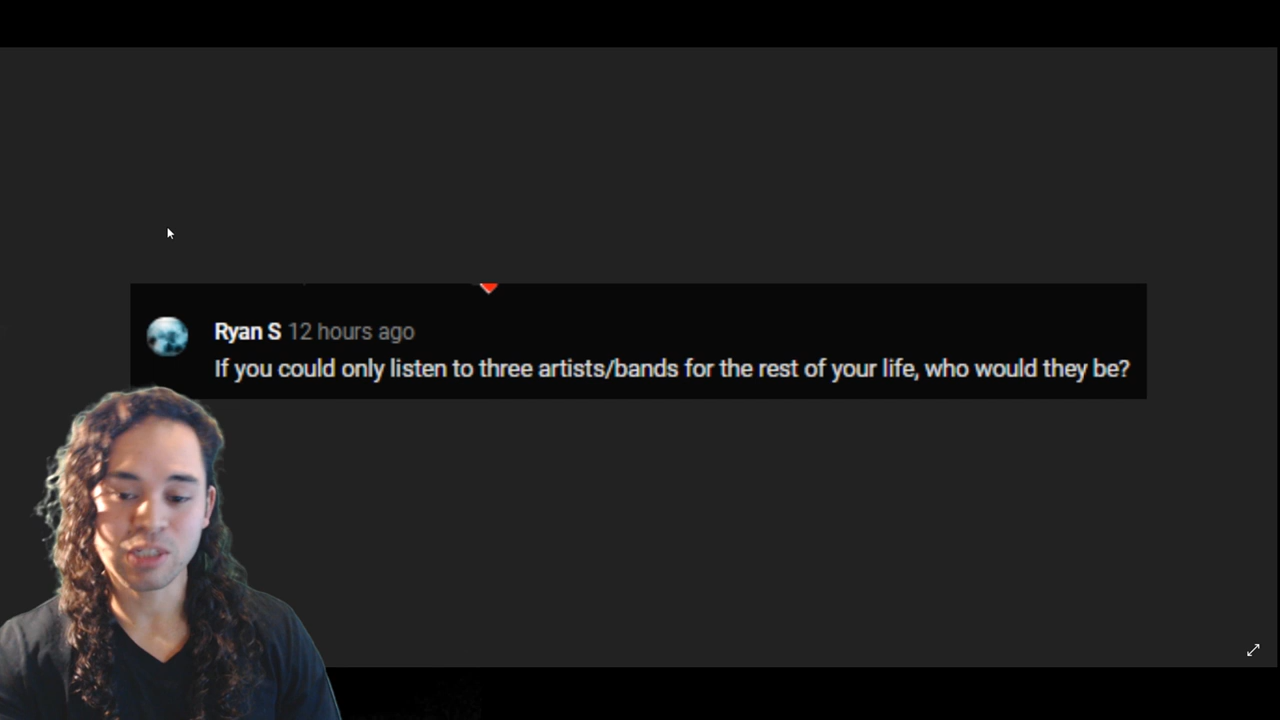 Ryan S 12 hours ago
If you could only listen to three artists/bands for the rest of your life, who would they be?